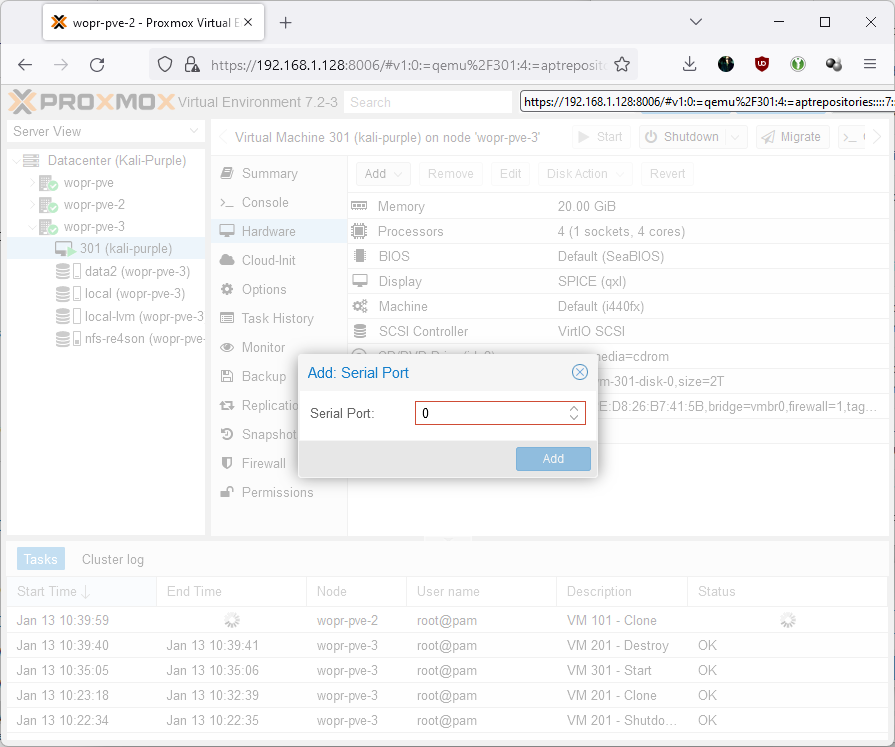 wopr-pve-2 - Proxmox Virtual E
https://192.168.1.128:8006/#v1:0:=qemu%2F301:4:=aptreposit
PROXMOX Virtual Environment 7.2-3 Search
https://192.168.1.128:8006/#v1:0:=qemu%2F301:4:=aptrepositories::::7:
Server View
Virtual Machine 301 (kali-purple) on node 'wopr-pve-3' Start Shutdown Migrate
Datacenter (Kali-Purple)
wopr-pve
wopr-pve-2
wopr-pve-3
301 (kali-purple)
data2 (wopr-pve-3)
local (wopr-pve-3)
local-lvm (wopr-pve-3
nfs-re4son (wopr-pve-
Summary
Console
Hardware
Cloud-Init
Options
Task History
Monitor
Backup
Replicatio
Snapshot
Firewall
Permissions
Add Remove Edit Disk Action Revert
Memory 20.00 GiB
Processors 4 (1 sockets, 4 cores)
BIOS Default (SeaBIOS)
Display SPICE (qxl)
Machine Default (i440fx)
SCSI Controller VirtIO SCSI
media=cdrom
m-301-disk-0,size=2T
E:D8:26:B7:41:5B,bridge=vmbr0,firewall=1,tag...
Add: Serial Port
Serial Port: 0
Add
Tasks Cluster log
Start Time End Time Node User name Description Status
Jan 13 10:39:59 wopr-pve-2 root@pam VM 101 - Clone
Jan 13 10:39:40 Jan 13 10:39:41 wopr-pve-3 root@pam VM 201 - Destroy OK
Jan 13 10:35:05 Jan 13 10:35:06 wopr-pve-3 root@pam VM 301 - Start OK
Jan 13 10:23:18 Jan 13 10:32:39 wopr-pve-3 root@pam VM 201 - Clone OK
Jan 13 10:22:34 Jan 13 10:22:35 wopr-pve-3 root@pam VM 201 - Shutdo... OK